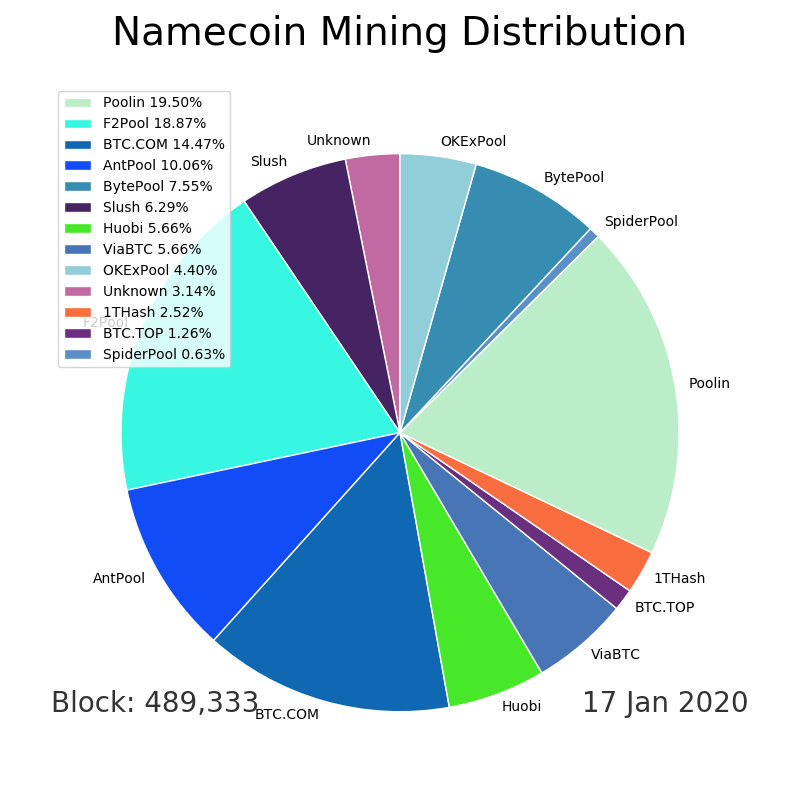 Namecoin Mining Distribution
Poolin 19.50%
F2Pool 18.87%
BTC.COM 14.47%
AntPool 10.06%
BytePool 7.55%
Slush 6.29%
Huobi 5.66%
ViaBTC 5.66%
OKExPool 4.40%
Unknown 3.14%
1THash 2.52%
BTC.TOP 1.26%
SpiderPool 0.63%
Unknown
OKExPool
Slush
BytePool
SpiderPool
F2Pool
Poolin
AntPool
1THash
BTC.TOP
ViaBTC
Huobi
BTC.COM
Block: 489,333
17 Jan 2020